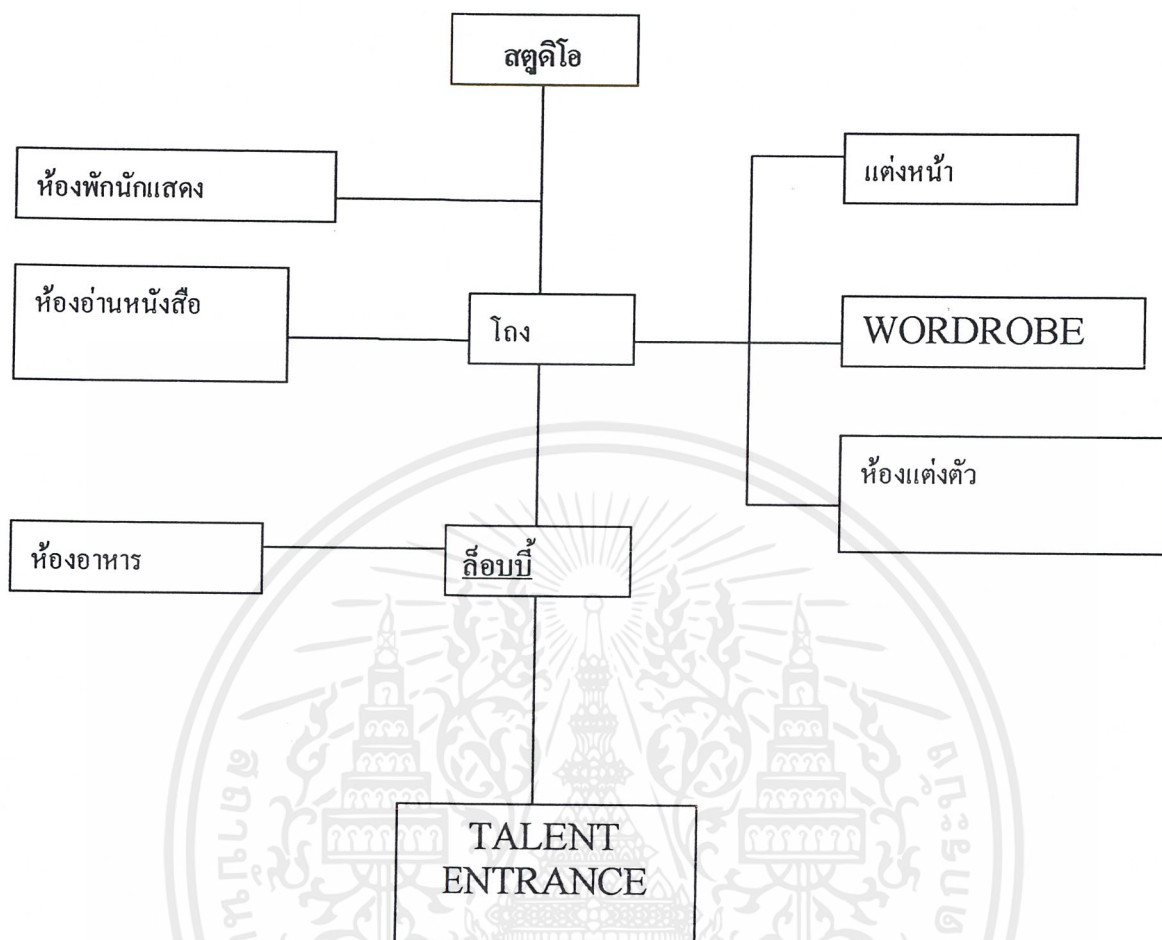 สตูดิโอ
ห้องพักนักแสดง
แต่งหน้า
ห้องอ่านหนังสือ
โถง
WORDROBE
ห้องแต่งตัว
ห้องอาหาร
ล็อบบี้
TALENT
ENTRANCE